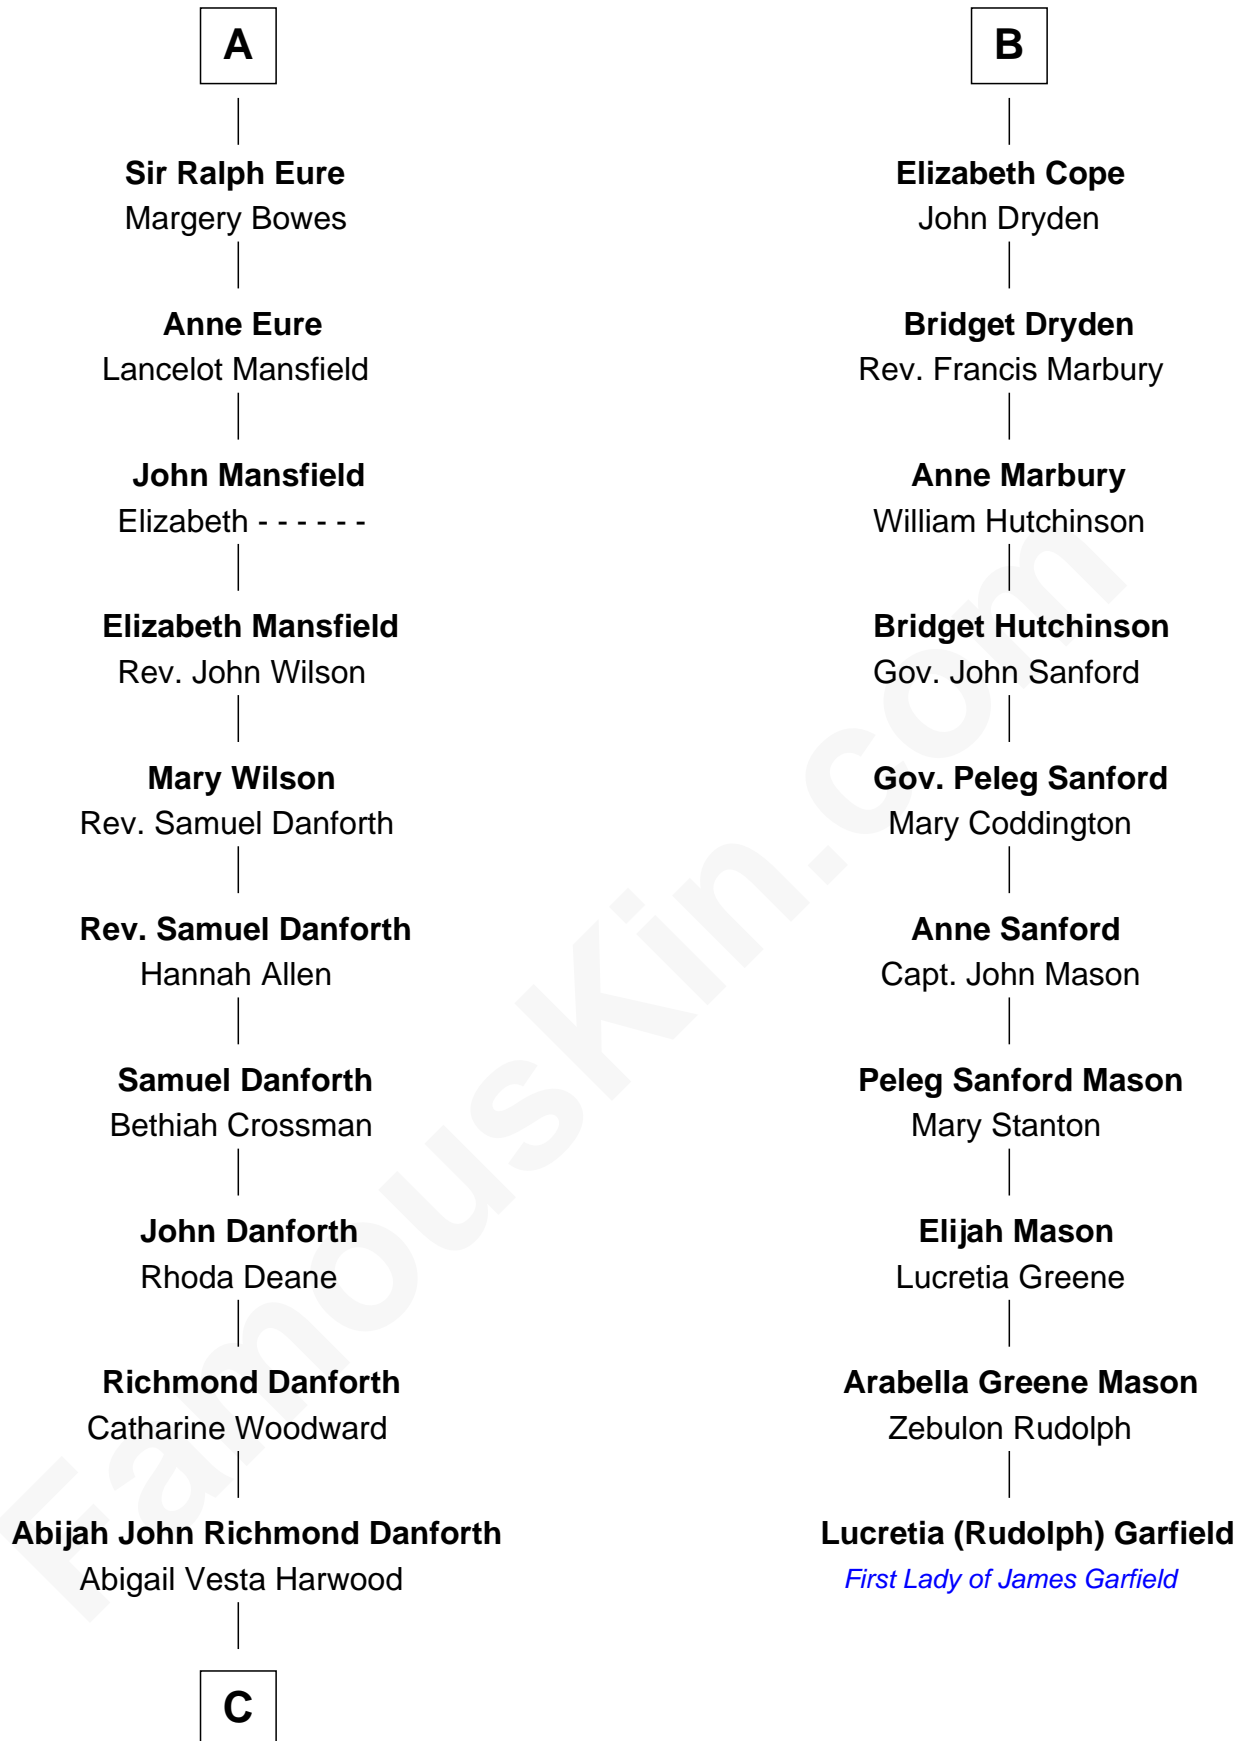 A
Sir Ralph Eure
Margery Bowes
Anne Eure
Lancelot Mansfield
John Mansfield
Elizabeth - - - - - -
Elizabeth Mansfield
Rev. John Wilson
Mary Wilson
Rev. Samuel Danforth
Rev. Samuel Danforth
Hannah Allen
Samuel Danforth
Bethiah Crossman
John Danforth
Rhoda Deane
Richmond Danforth
Catharine Woodward
Abijah John Richmond Danforth
Abigail Vesta Harwood
C
B
Elizabeth Cope
John Dryden
Bridget Dryden
Rev. Francis Marbury
Anne Marbury
William Hutchinson
Bridget Hutchinson
Gov. John Sanford
Gov. Peleg Sanford
Mary Coddington
Anne Sanford
Capt. John Mason
Peleg Sanford Mason
Mary Stanton
Elijah Mason
Lucretia Greene
Arabella Greene Mason
Zebulon Rudolph
Lucretia (Rudolph) Garfield
First Lady of James Garfield
FamousKin.com